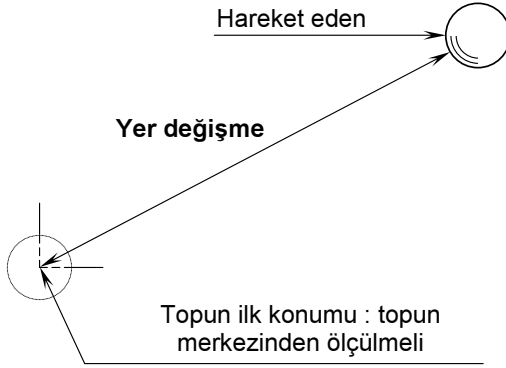 Hareket eden
Yer değişme
Topun ilk konumu : topun
merkezinden ölçülmeli